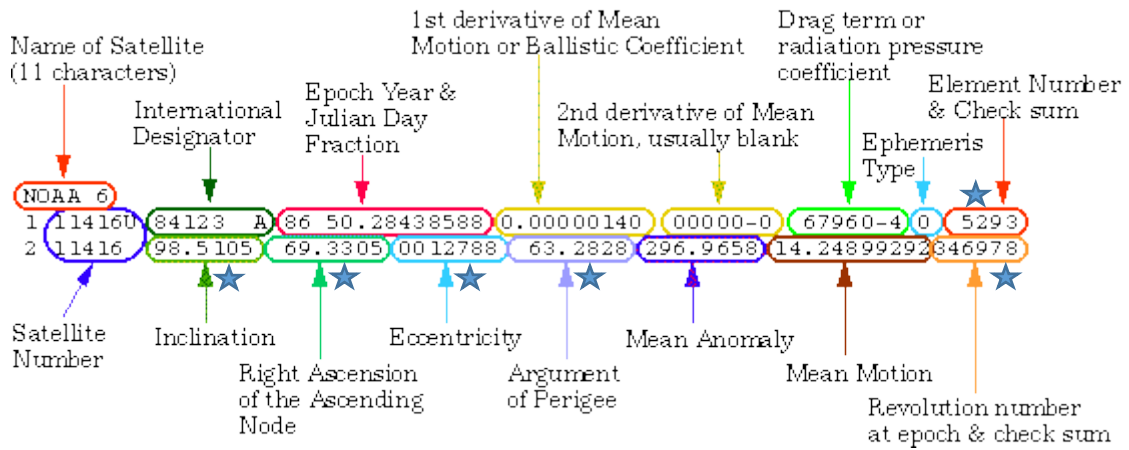 Name of Satellite
(11 characters)
International
Designator
Epoch Year &
Julian Day
Fraction
1st derivative of Mean
Motion or Ballistic Coefficient
2nd derivative of Mean
Motion, usually blank
Drag term or
radiation pressure
coefficient
Ephemeris
Type
Element Number
& Check sum
NOAA 6
1 11416U 84123 A 86 50.28438588 0.00000140 00000-0 67960-4 0 5293
2 11416 98.5105 69.3305 0012788 63.2828 296.9658 14.24899292 346978
Satellite
Number
Inclination
Right Ascension
of the Ascending
Node
Eccentricity
Argument
of Perigee
Mean Anomaly
Mean Motion
Revolution number
at epoch & check sum